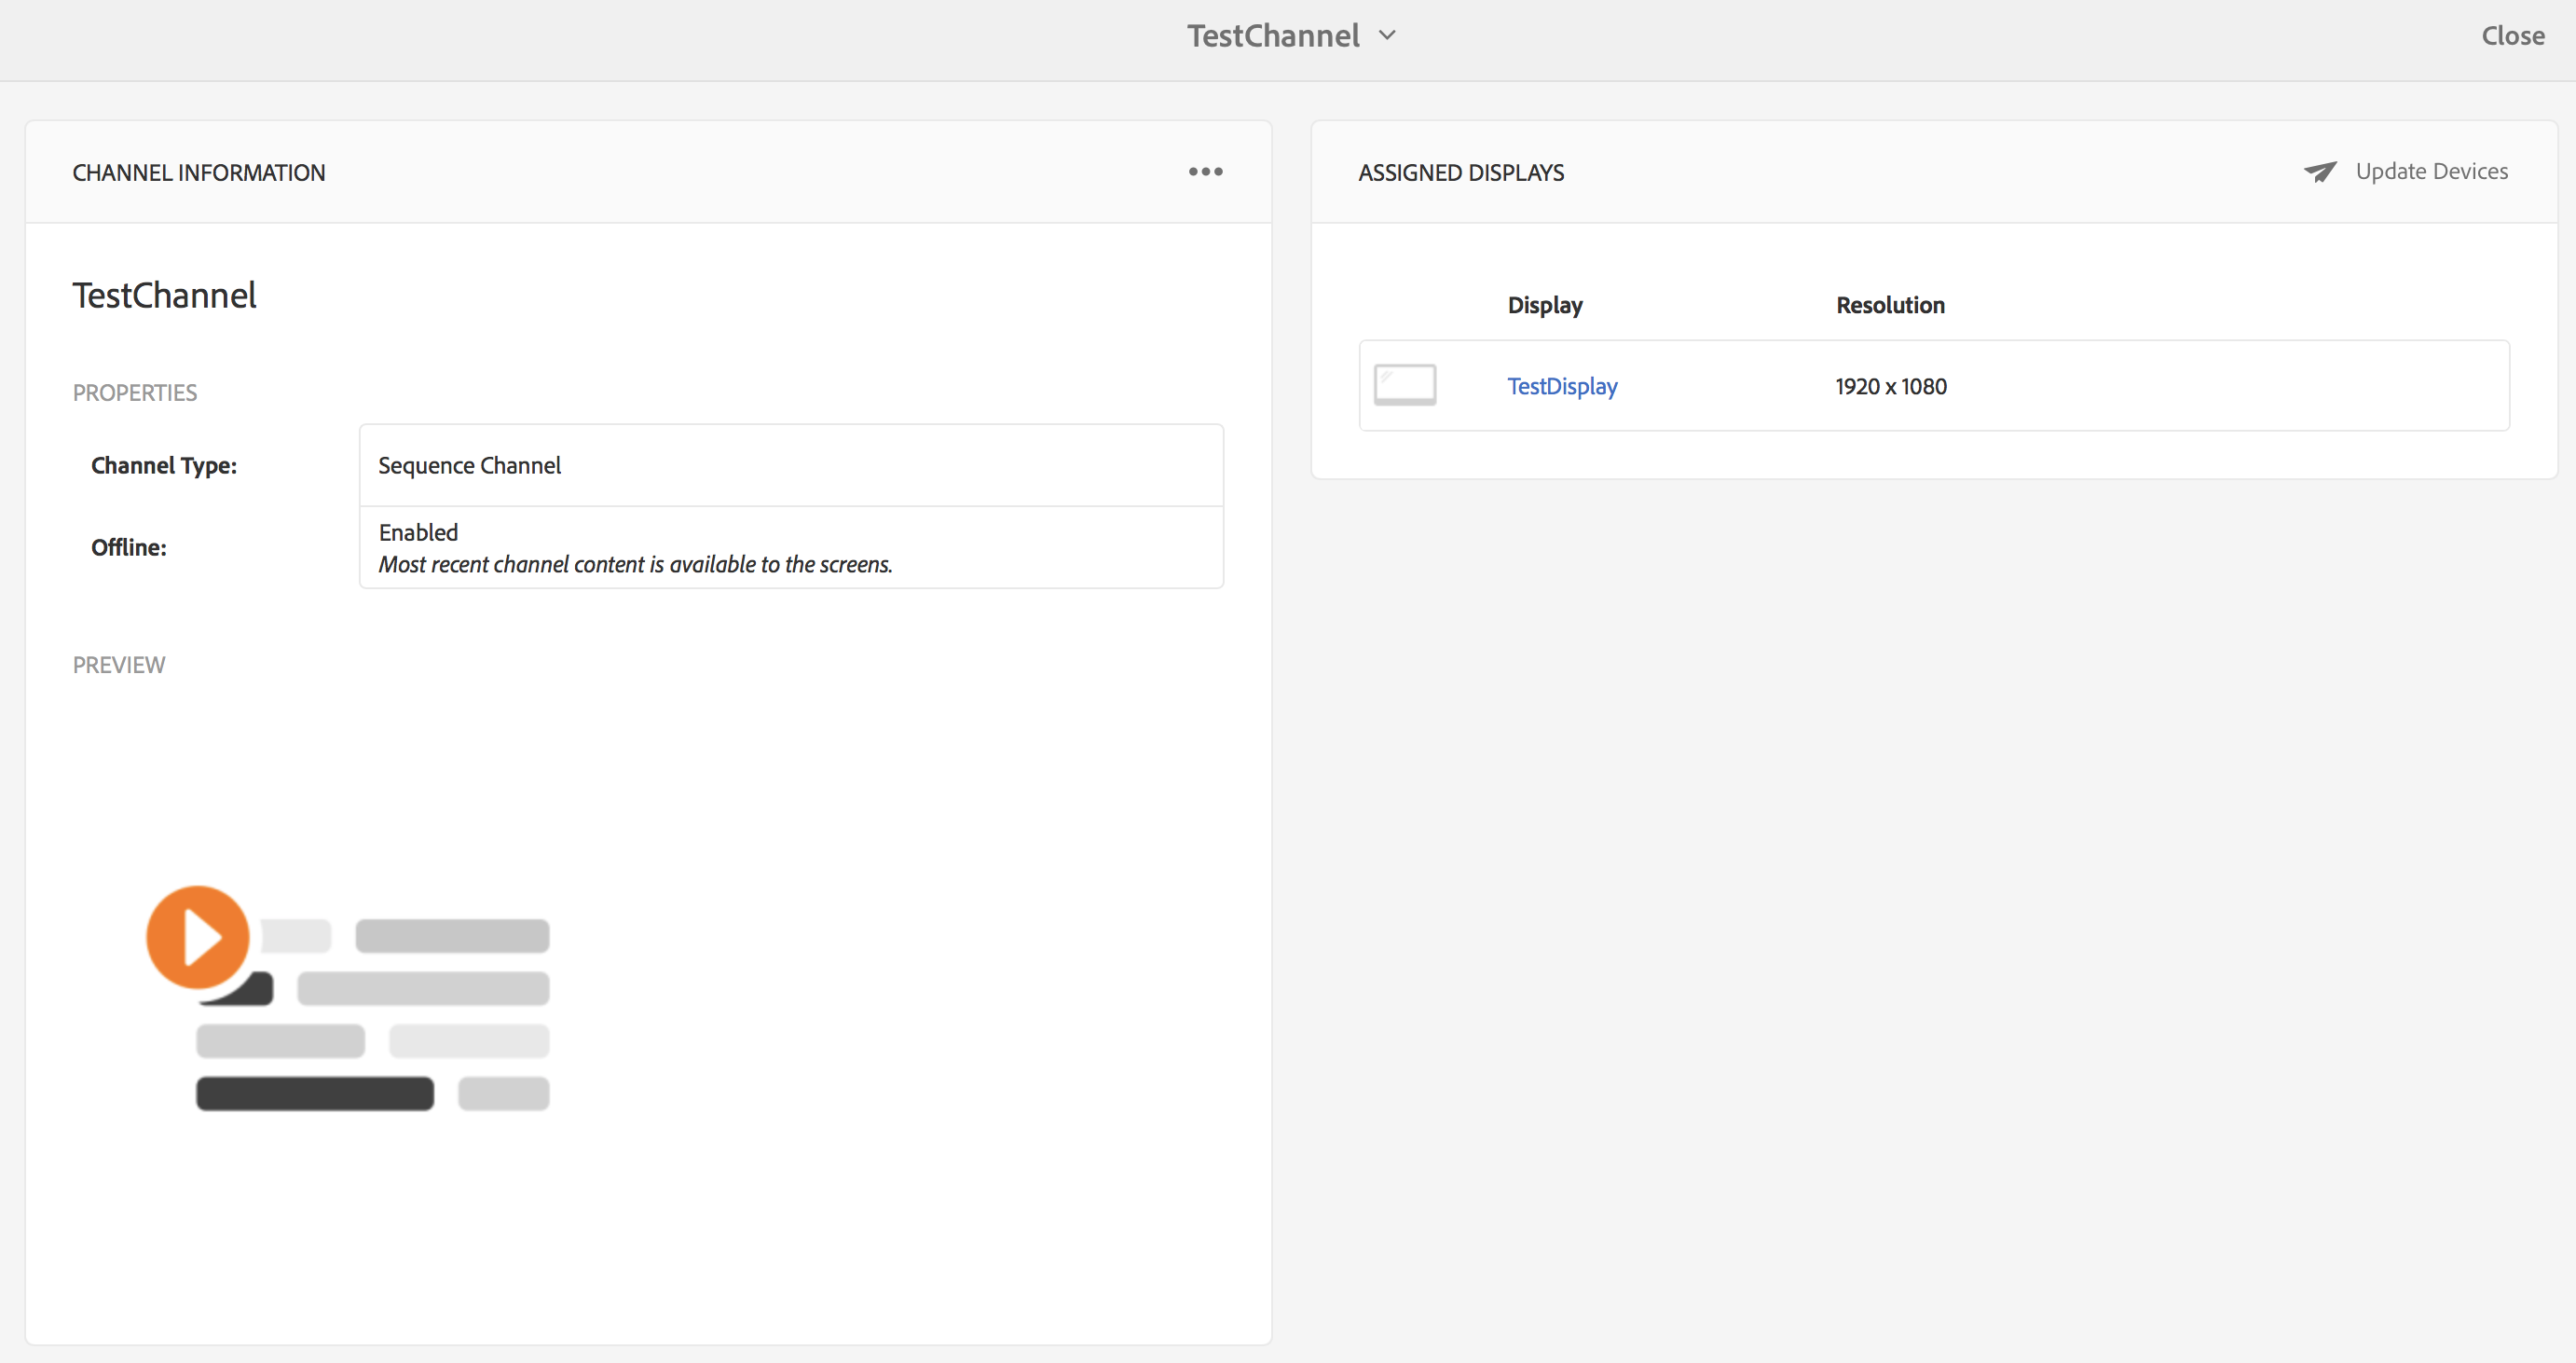 TestChannel
Close
CHANNEL INFORMATION
TestChannel
PROPERTIES
Channel Type:
Sequence Channel
Offline:
Enabled
Most recent channel content is available to the screens.
PREVIEW
ASSIGNED DISPLAYS
Update Devices
Display Resolution
TestDisplay 1920 x 1080